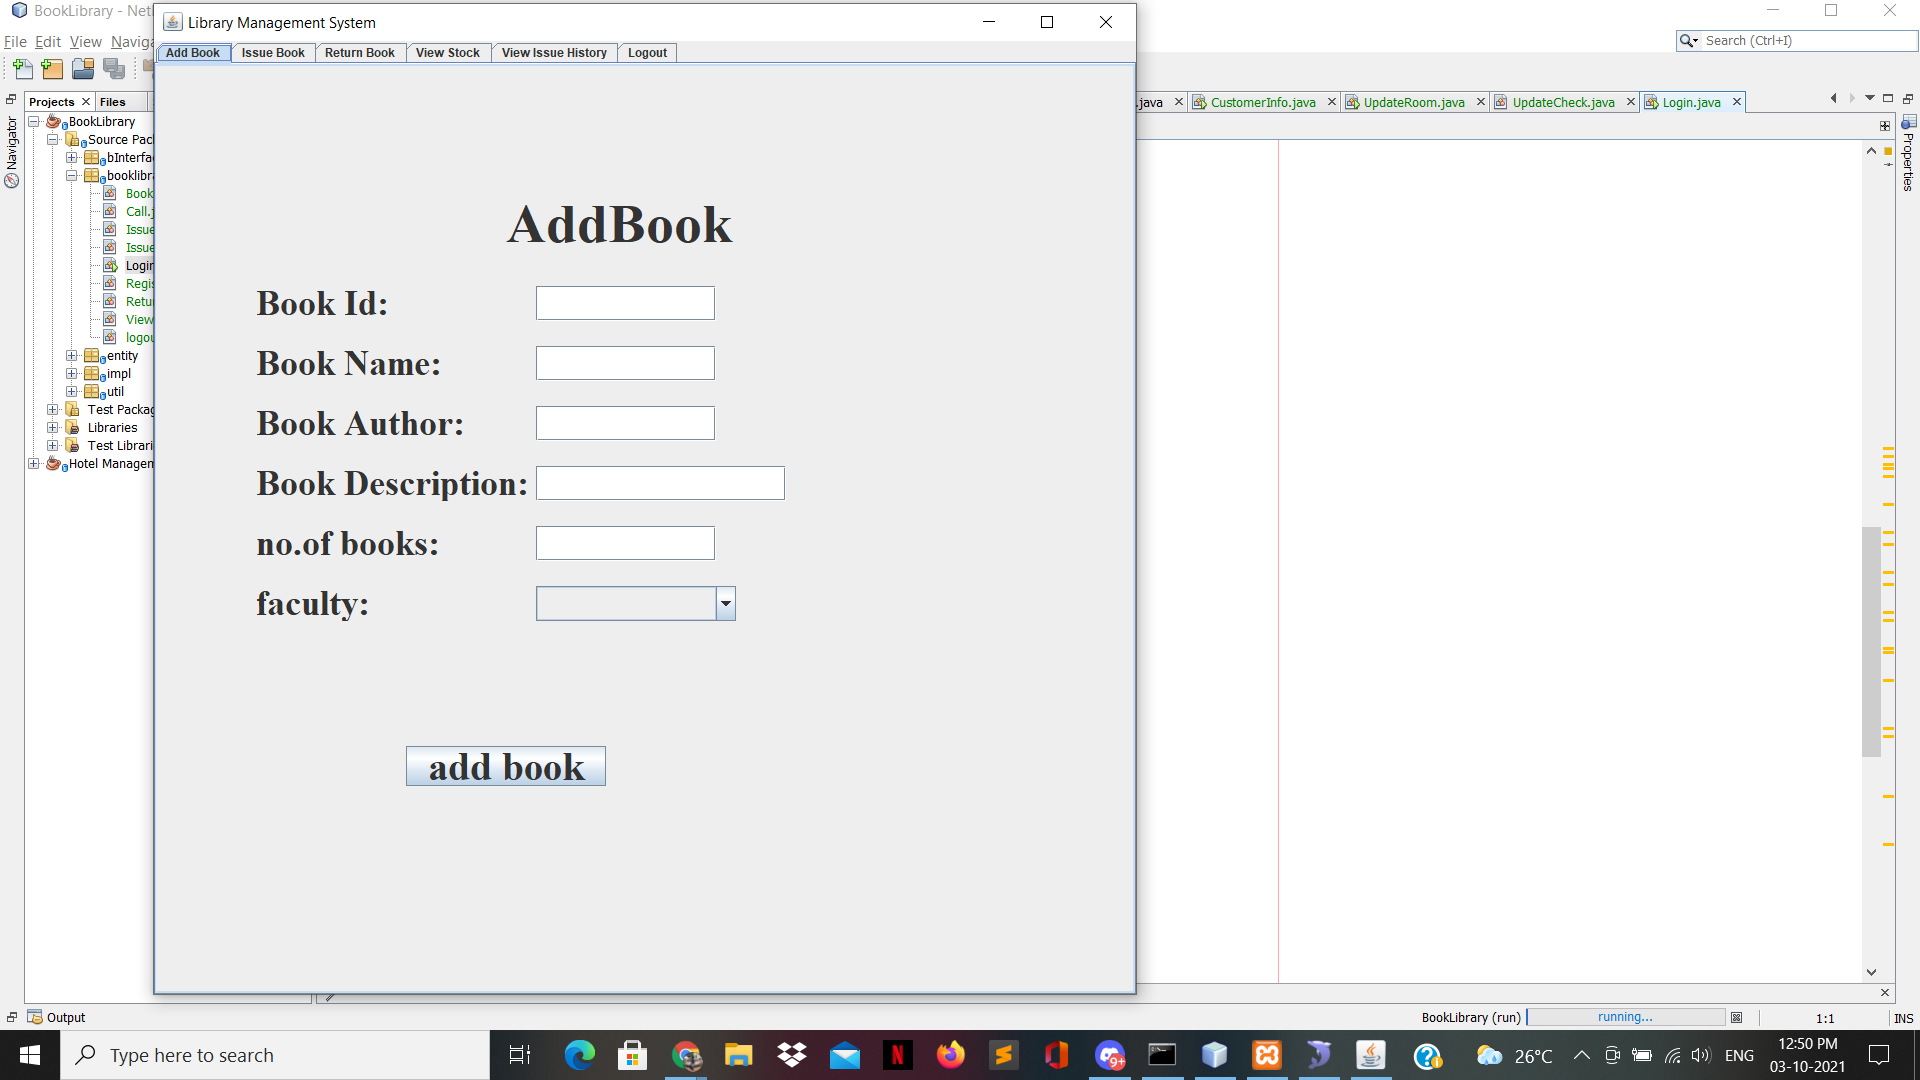 BookLibrary - Net
Library Management System
File Edit View Naviga
Search (Ctrl+I)
Add Book Issue Book Return Book View Stock View Issue History Logout
Projects Files
.java CustomerInfo.java UpdateRoom.java UpdateCheck.java Login.java
Navigator
Properties
BookLibrary
Source Pac
bInterfa
booklibra
Book
Call.j
Issue
Issue
Login
Regis
Retu
View
logou
entity
impl
util
Test Packag
Libraries
Test Librari
Hotel Managem
AddBook
Book Id:
Book Name:
Book Author:
Book Description:
no.of books:
faculty:
add book
Output
BookLibrary (run) running... 1:1 INS
Type here to search
9+
26°C ENG
12:50 PM
03-10-2021